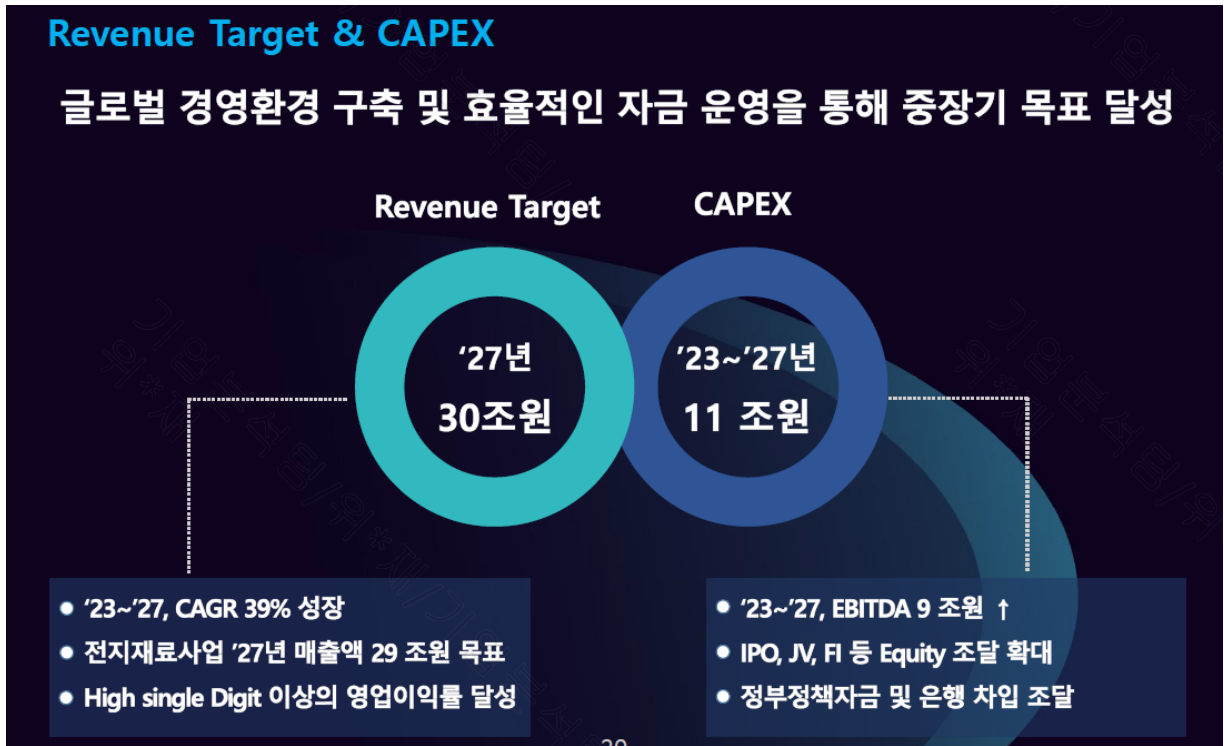 Revenue Target & CAPEX
글로벌 경영환경 구축 및 효율적인 자금 운영을 통해 중장기 목표 달성
Revenue Target
CAPEX
‘27년
30조원
’23~’27년
11 조원
‘23~’27, CAGR 39% 성장
전지재료사업 ’27년 매출액 29 조원 목표
High single Digit 이상의 영업이익률 달성
‘23~’27, EBITDA 9 조원 ↑
IPO, JV, FI 등 Equity 조달 확대
정부정책자금 및 은행 차입 조달